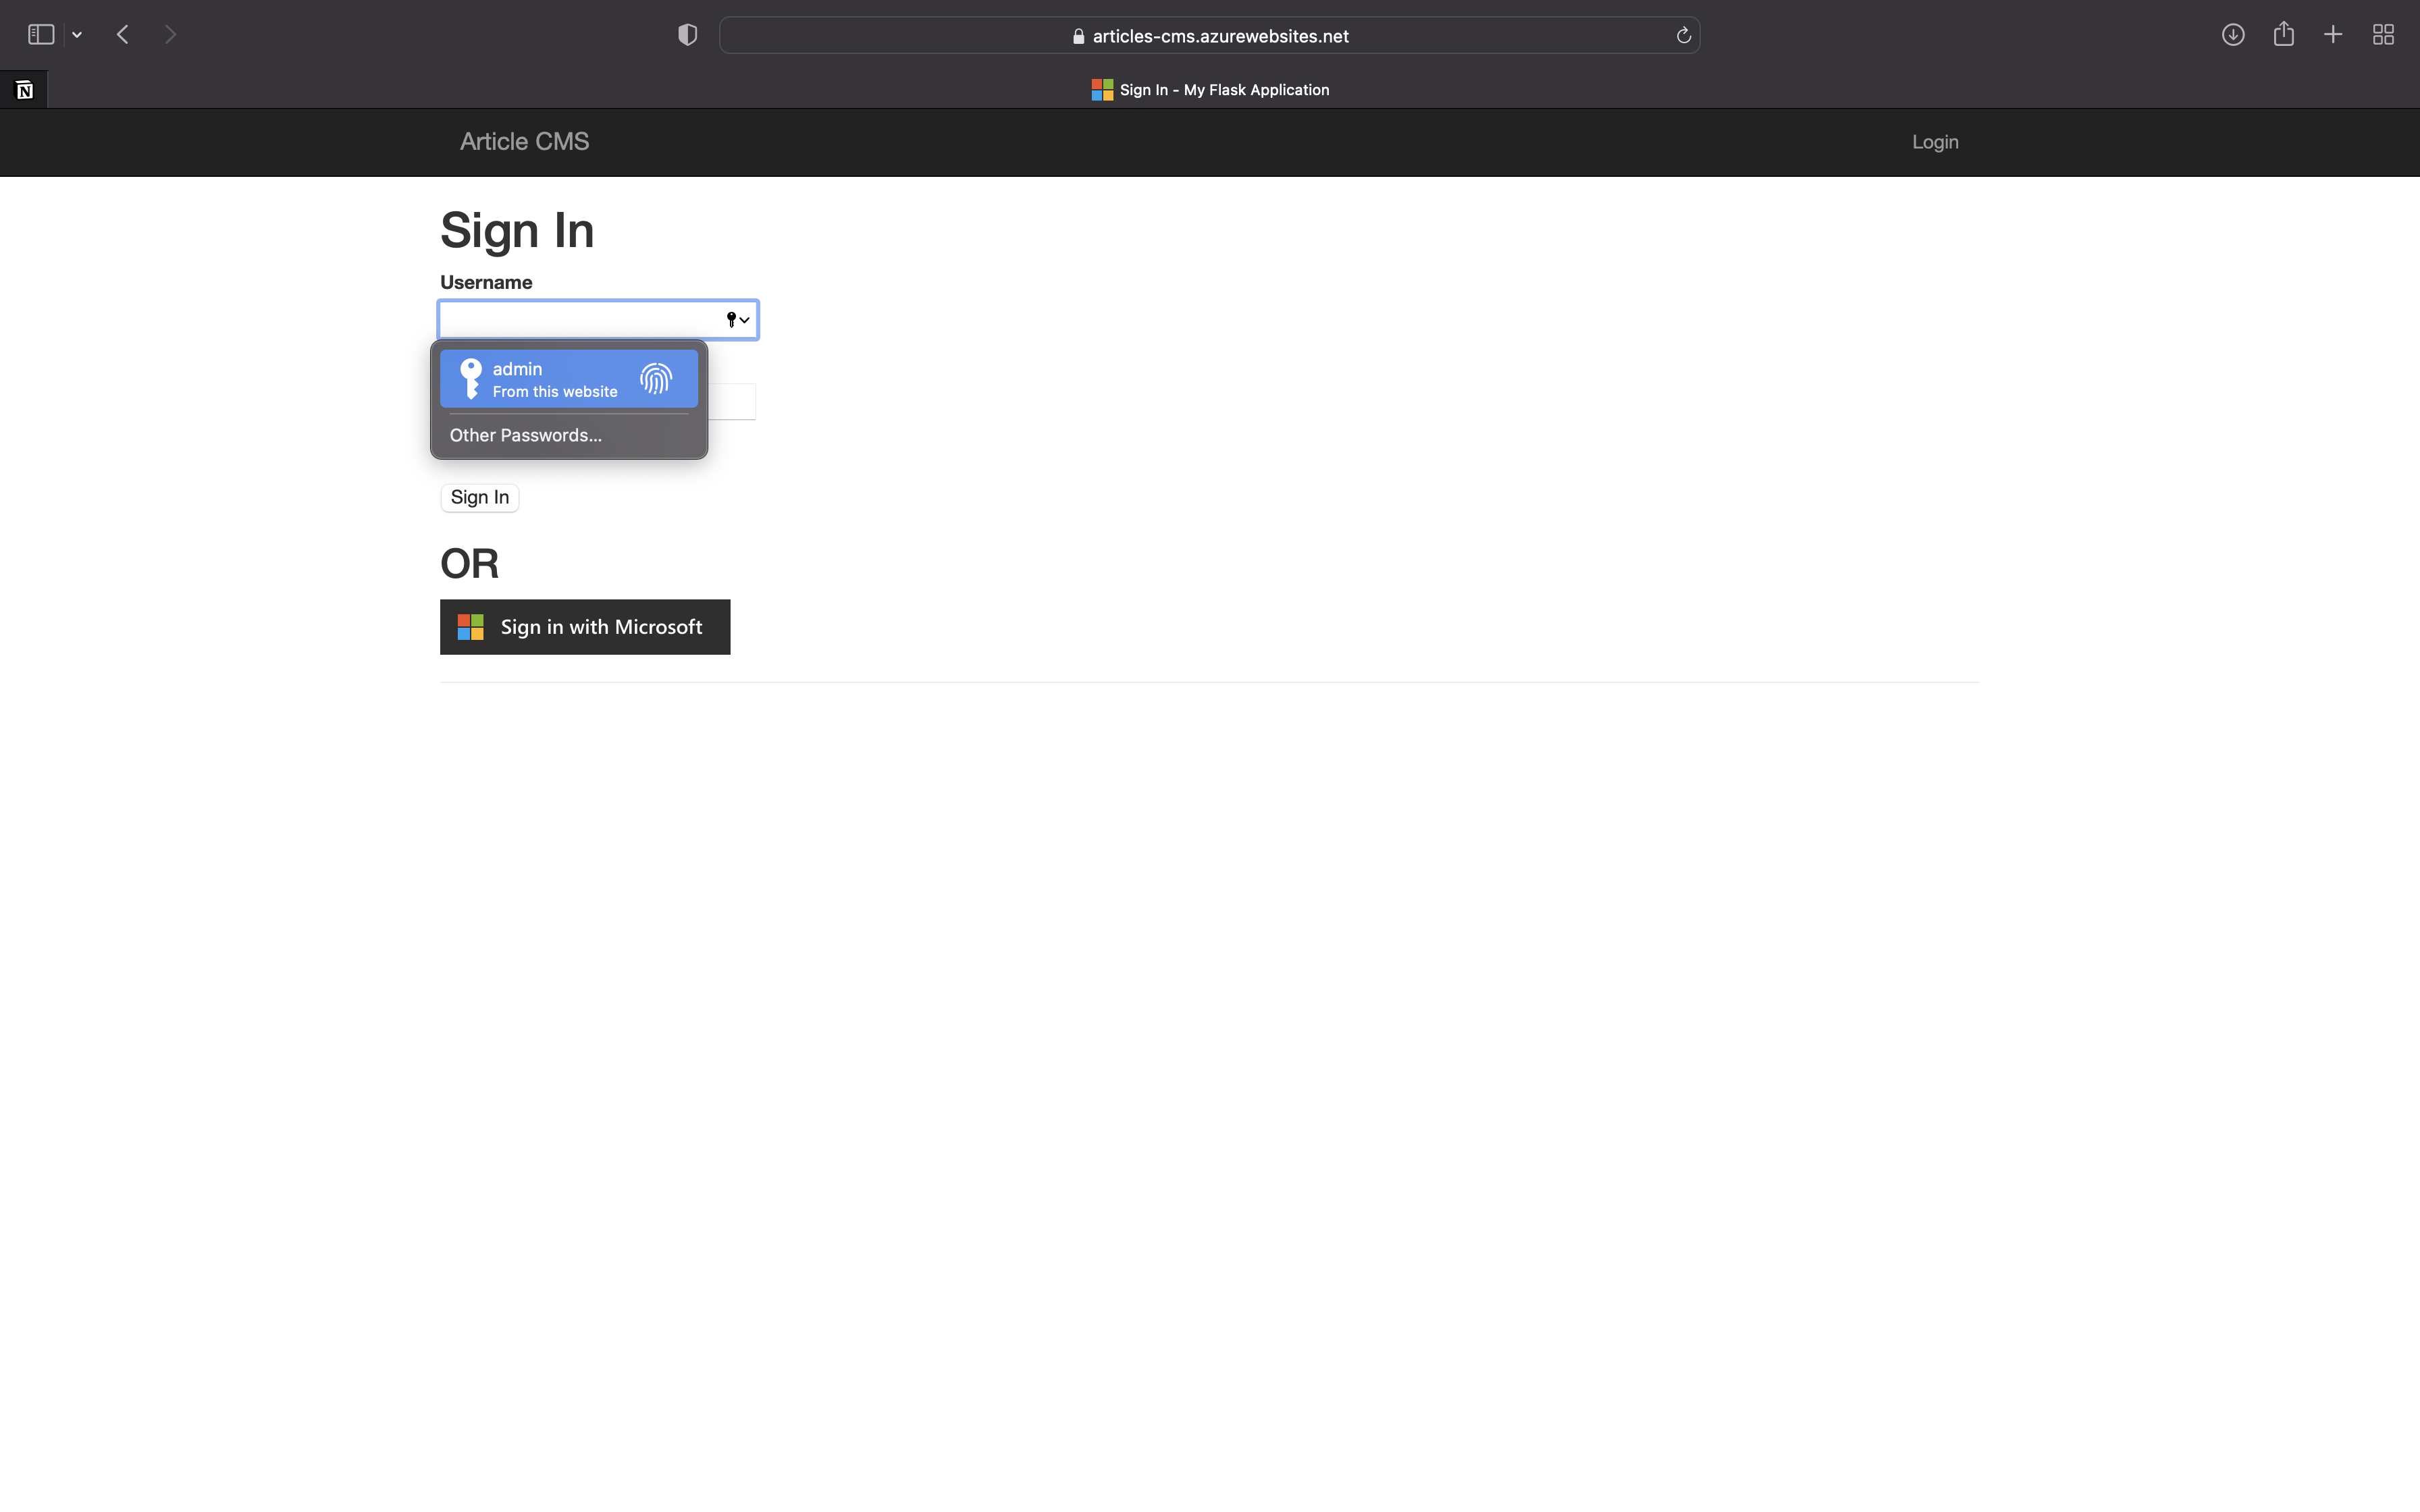 articles-cms.azurewebsites.net
N
Sign In - My Flask Application
Article CMS
Login
Sign In
Username
admin
From this website
Other Passwords...
Sign In
OR
Sign in with Microsoft